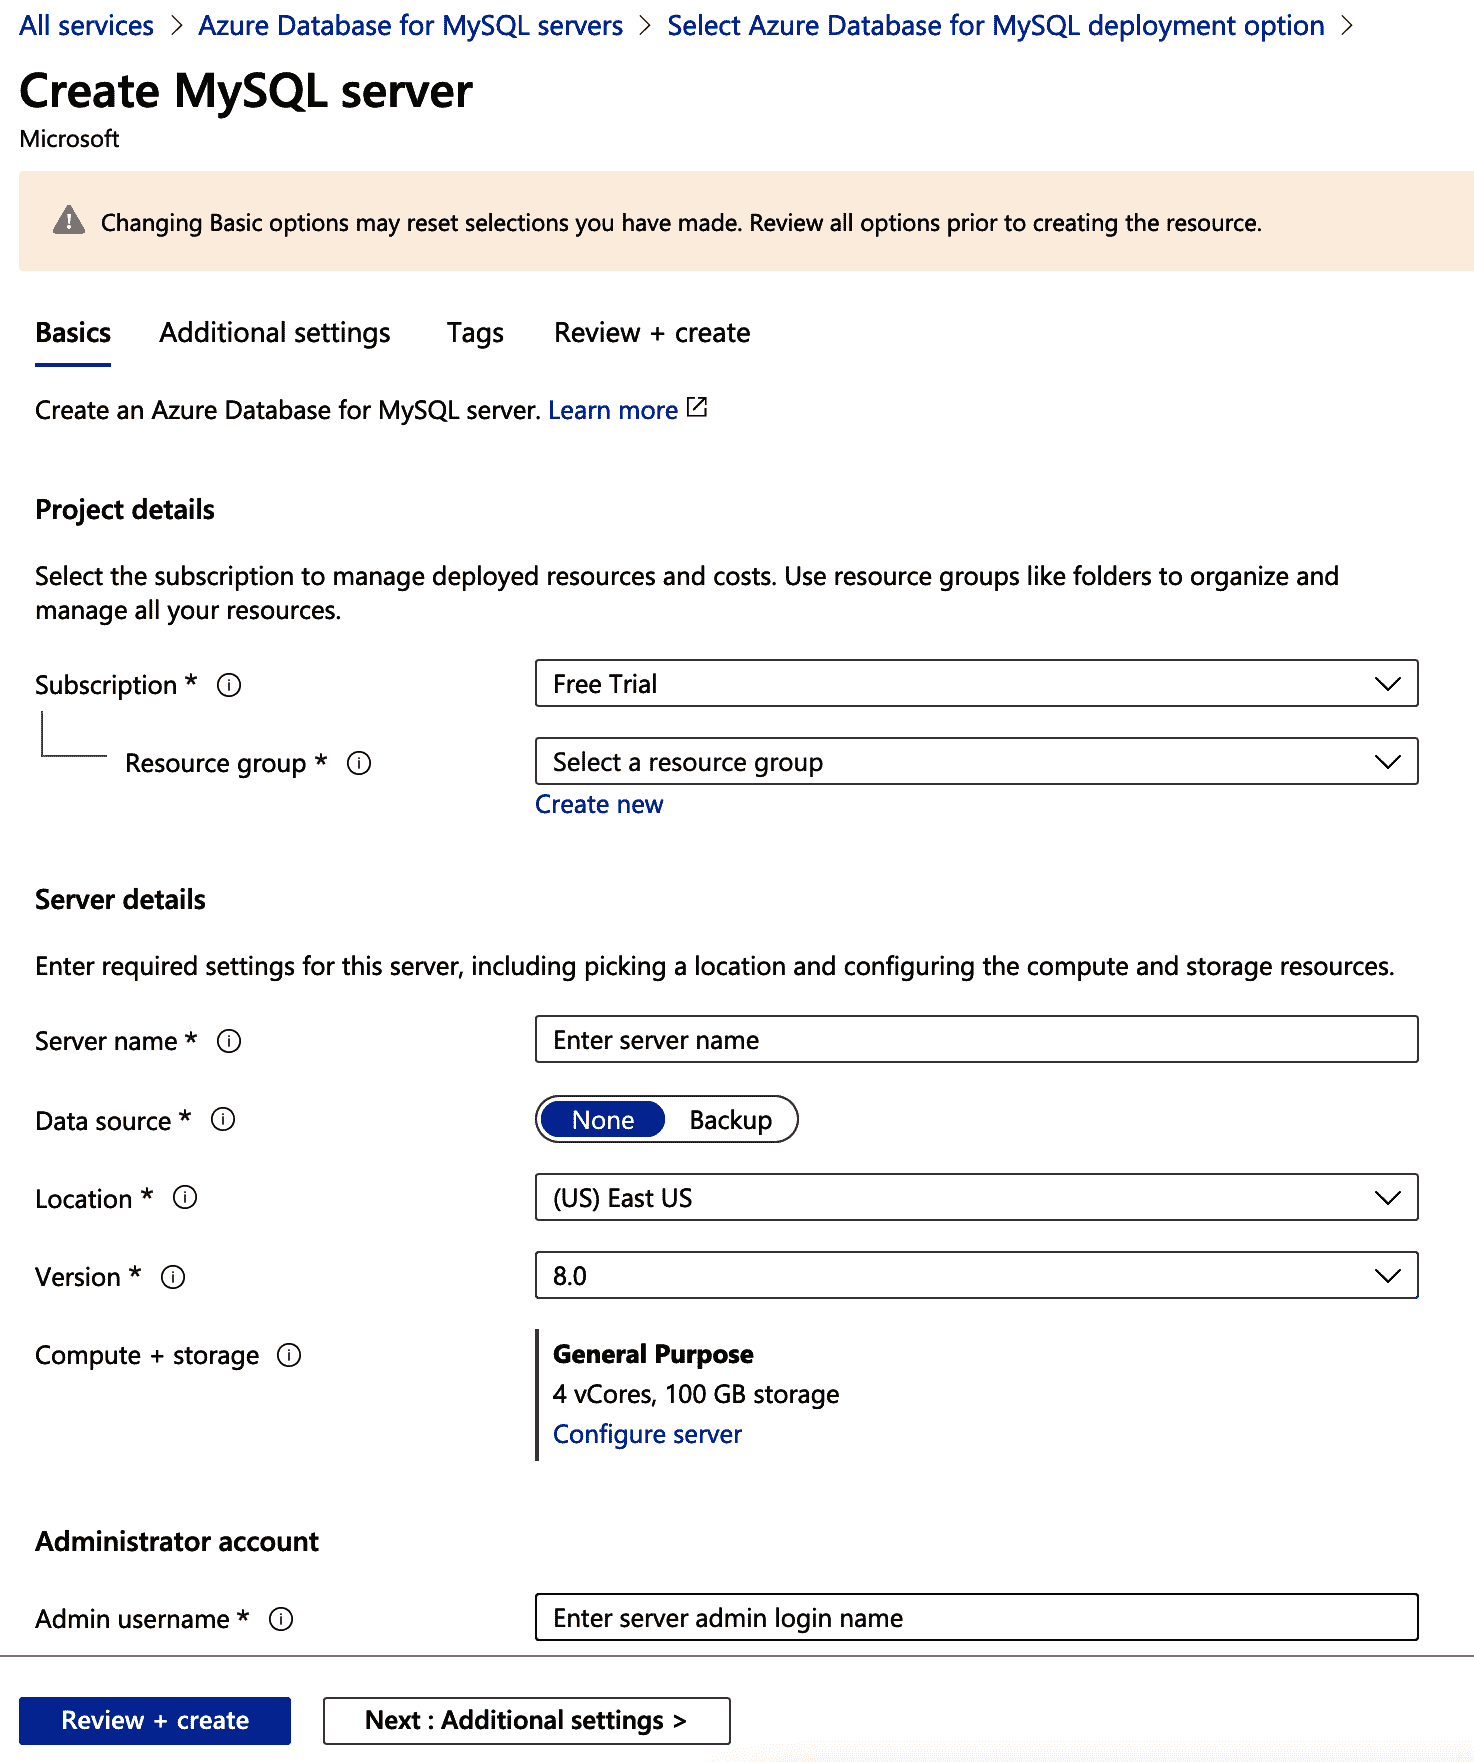 All services > Azure Database for MySQL servers > Select Azure Database for MySQL deployment option >
Create MySQL server
Microsoft
Changing Basic options may reset selections you have made. Review all options prior to creating the resource.
Basics Additional settings Tags Review + create
Create an Azure Database for MySQL server. Learn more
Project details
Select the subscription to manage deployed resources and costs. Use resource groups like folders to organize and
manage all your resources.
Subscription * Free Trial
Resource group * Select a resource group
Create new
Server details
Enter required settings for this server, including picking a location and configuring the compute and storage resources.
Server name * Enter server name
Data source * None Backup
Location * (US) East US
Version * 8.0
Compute + storage General Purpose
4 vCores, 100 GB storage
Configure server
Administrator account
Admin username * Enter server admin login name
Review + create Next : Additional settings >